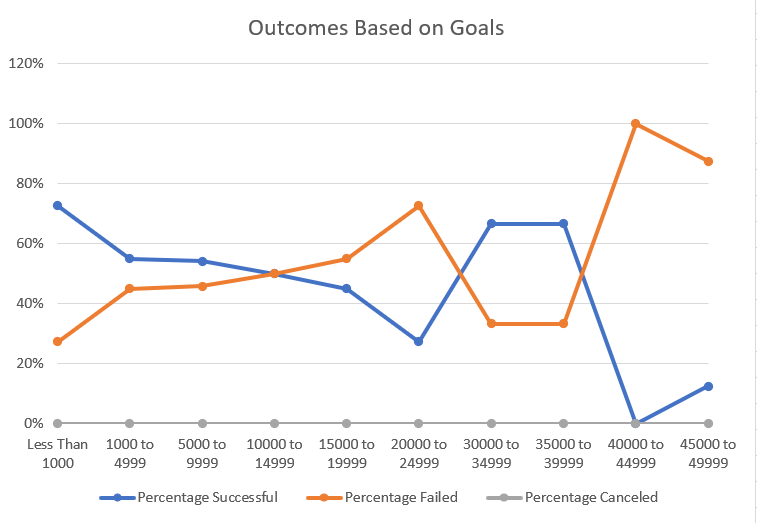 Outcomes Based on Goals
120%
100%
80%
60%
40%
20%
0%
Less Than 1000 to 5000 to 10000 to 15000 to 20000 to 30000 to 35000 to 40000 to 45000 to
1000 4999 9999 14999 19999 24999 34999 39999 44999 49999
Percentage Successful Percentage Failed Percentage Canceled